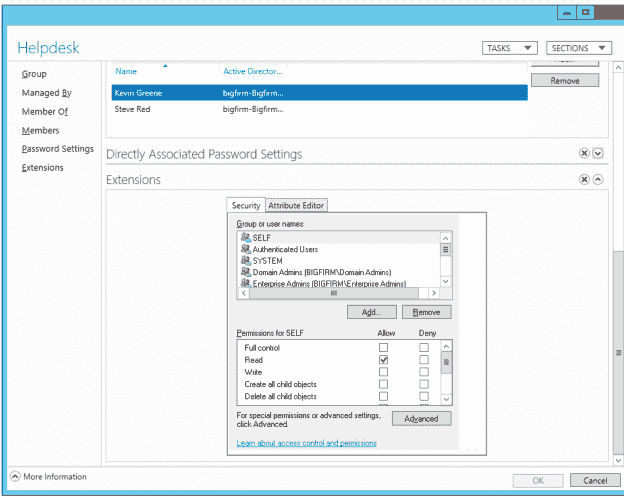 Helpdesk
TASKS
SECTIONS
Group
Managed By
Member Of
Members
Password Settings
Extensions
Name Active Director...
Remove
Kevin Greene bigfirm-Bigfirm...
Steve Red bigfirm-Bigfirm...
Directly Associated Password Settings
Extensions
Security Attribute Editor
Group or user names:
SELF
Authenticated Users
SYSTEM
Domain Admins (BIGFIRM\Domain Admins)
Enterprise Admins (BIGFIRM\Enterprise Admins)
Add... Remove
Permissions for SELF Allow Deny
Full control
Read
Write
Create all child objects
Delete all child objects
For special permissions or advanced settings,
click Advanced.
Advanced
Learn about access control and permissions
More Information
OK Cancel